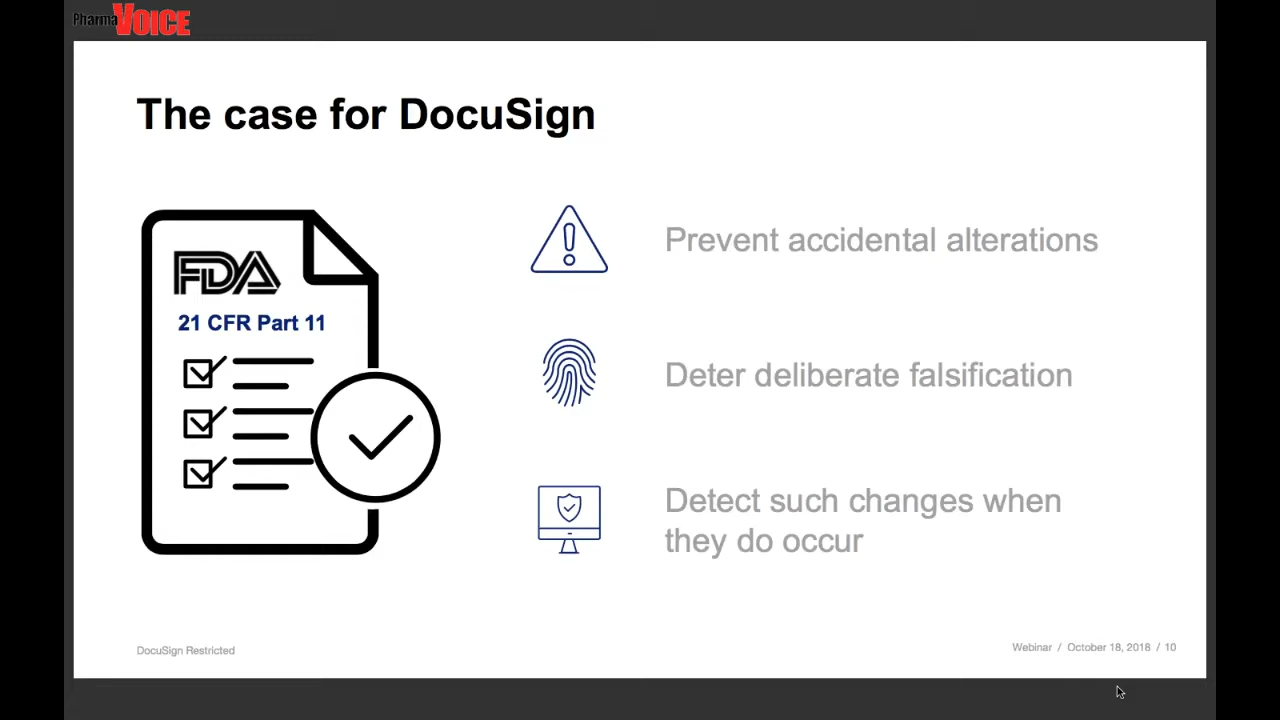 PharmaVOICE
The case for DocuSign
FDA
21 CFR Part 11
Prevent accidental alterations
Deter deliberate falsification
Detect such changes when
they do occur
DocuSign Restricted
Webinar / October 18, 2018 / 10